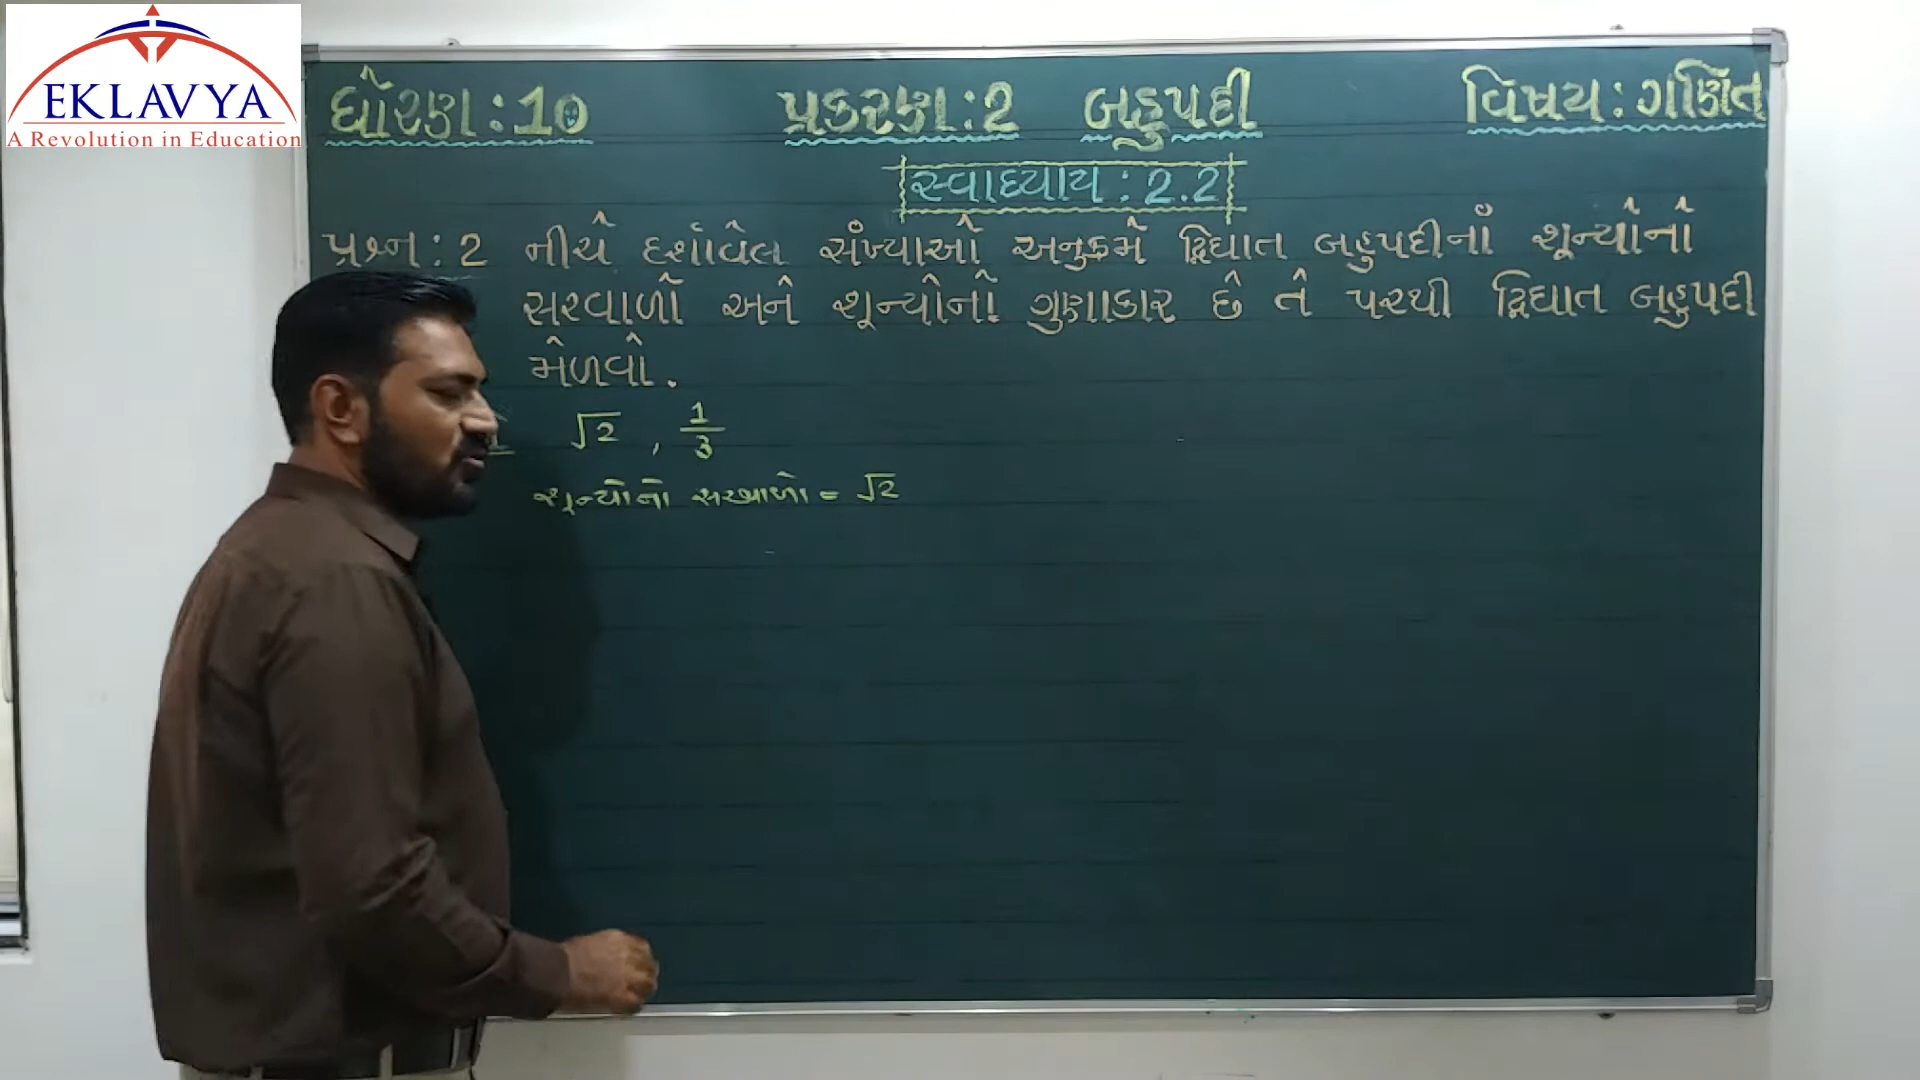 EKLAVYA
A Revolution in Education
ધોરણ : 10 પ્રકરણ : 2 બહુપદી વિષય : ગણિત
સ્વાધ્યાય : 2.2
પ્રશ્ન : 2 નીચે દર્શાવેલ સંખ્યાઓ અનુક્રમે દ્વિઘાત બહુપદીનાં શૂન્યોનો
સરવાળો અને શૂન્યોનો ગુણાકાર છે તે પરથી દ્વિઘાત બહુપદી
મેળવો.
√2 , 1/3
શૂન્યોનો સરવાળો = √2